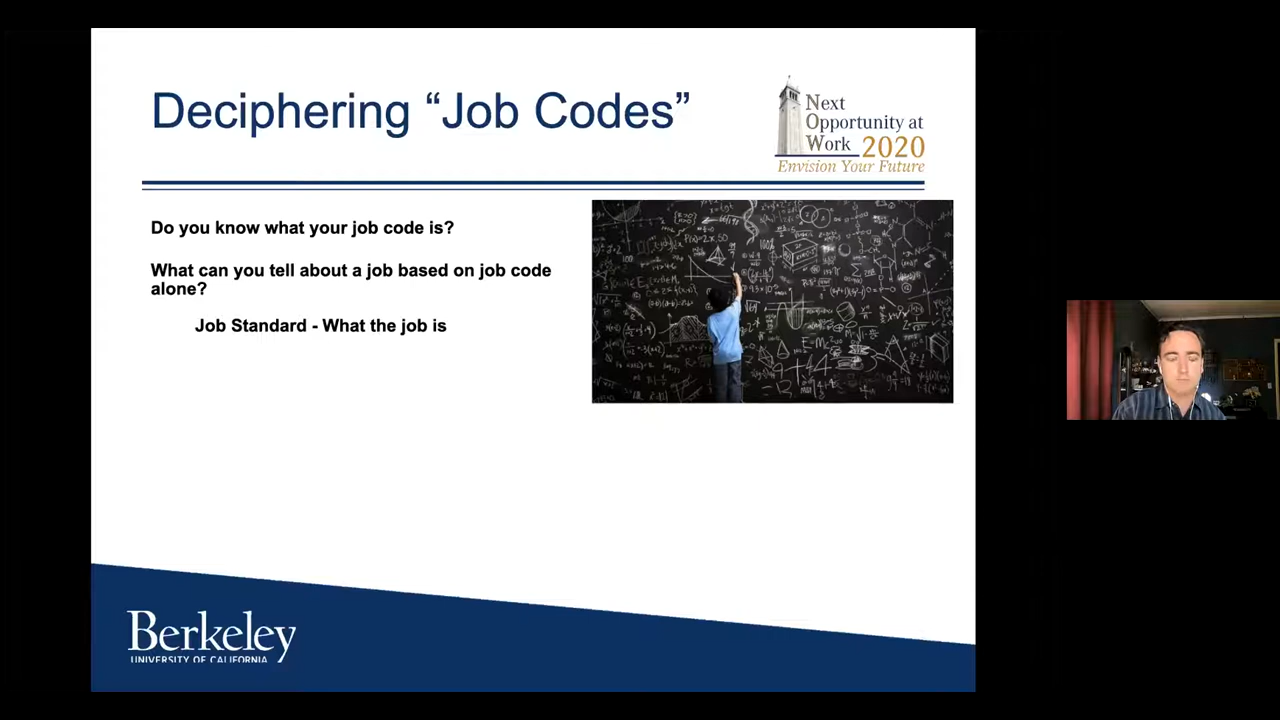 Deciphering “Job Codes”
Next
Opportunity at
Work 2020
Envision Your Future
Do you know what your job code is?
What can you tell about a job based on job code
alone?
Job Standard - What the job is
Berkeley
UNIVERSITY OF CALIFORNIA